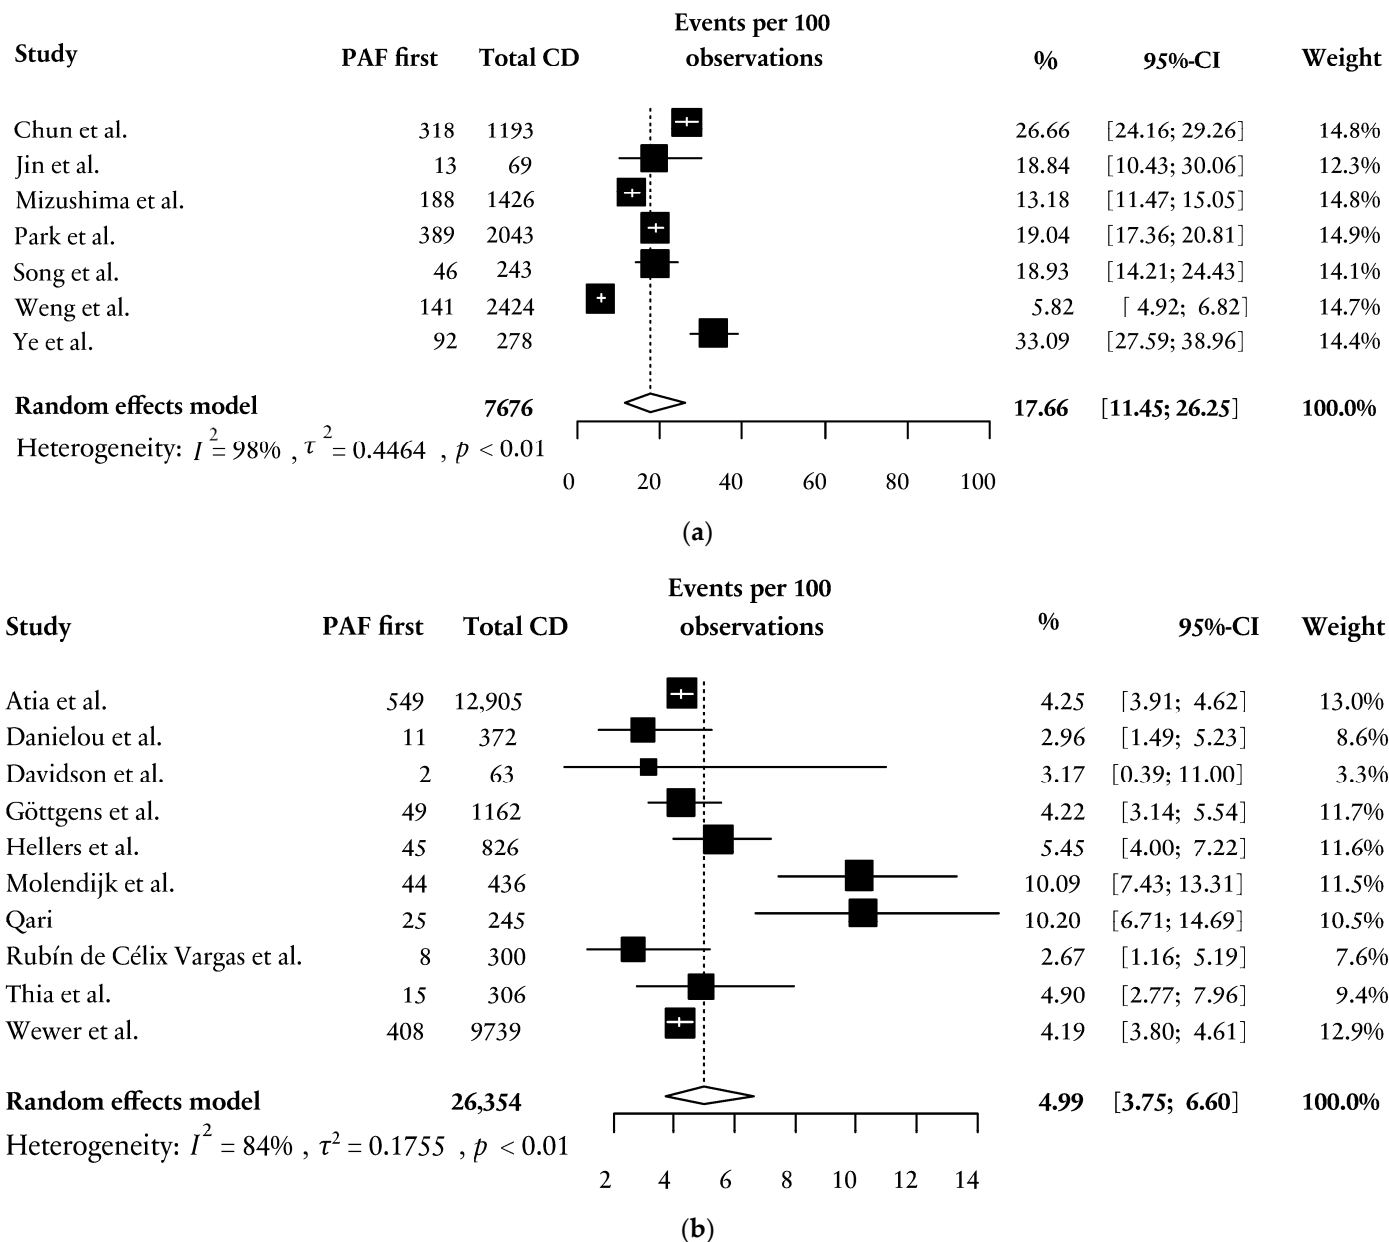 Events per 100
Study PAF first Total CD observations % 95%-CI Weight
Chun et al. 318 1193 26.66 [24.16; 29.26] 14.8%
Jin et al. 13 69 18.84 [10.43; 30.06] 12.3%
Mizushima et al. 188 1426 13.18 [11.47; 15.05] 14.8%
Park et al. 389 2043 19.04 [17.36; 20.81] 14.9%
Song et al. 46 243 18.93 [14.21; 24.43] 14.1%
Weng et al. 141 2424 5.82 [ 4.92; 6.82] 14.7%
Ye et al. 92 278 33.09 [27.59; 38.96] 14.4%
Random effects model 7676 17.66 [11.45; 26.25] 100.0%
Heterogeneity: I² = 98% , τ² = 0.4464 , p < 0.01
0 20 40 60 80 100
(a)
Events per 100
Study PAF first Total CD observations % 95%-CI Weight
Atia et al. 549 12,905 4.25 [3.91; 4.62] 13.0%
Danielou et al. 11 372 2.96 [1.49; 5.23] 8.6%
Davidson et al. 2 63 3.17 [0.39; 11.00] 3.3%
Göttgens et al. 49 1162 4.22 [3.14; 5.54] 11.7%
Hellers et al. 45 826 5.45 [4.00; 7.22] 11.6%
Molendijk et al. 44 436 10.09 [7.43; 13.31] 11.5%
Qari 25 245 10.20 [6.71; 14.69] 10.5%
Rubín de Célix Vargas et al. 8 300 2.67 [1.16; 5.19] 7.6%
Thia et al. 15 306 4.90 [2.77; 7.96] 9.4%
Wewer et al. 408 9739 4.19 [3.80; 4.61] 12.9%
Random effects model 26,354 4.99 [3.75; 6.60] 100.0%
Heterogeneity: I² = 84% , τ² = 0.1755 , p < 0.01
2 4 6 8 10 12 14
(b)